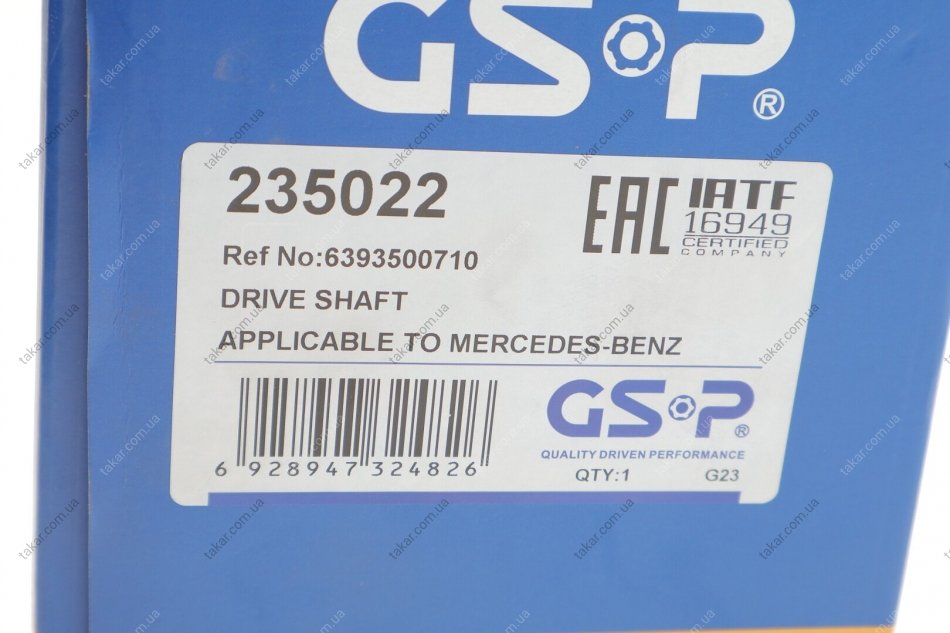 GSP®
235022
EAC
IATF
16949
CERTIFIED
COMPANY
Ref No:6393500710
DRIVE SHAFT
APPLICABLE TO MERCEDES-BENZ
6 928947 324826
GSP®
QUALITY DRIVEN PERFORMANCE
QTY:1 G23
takar.com.ua